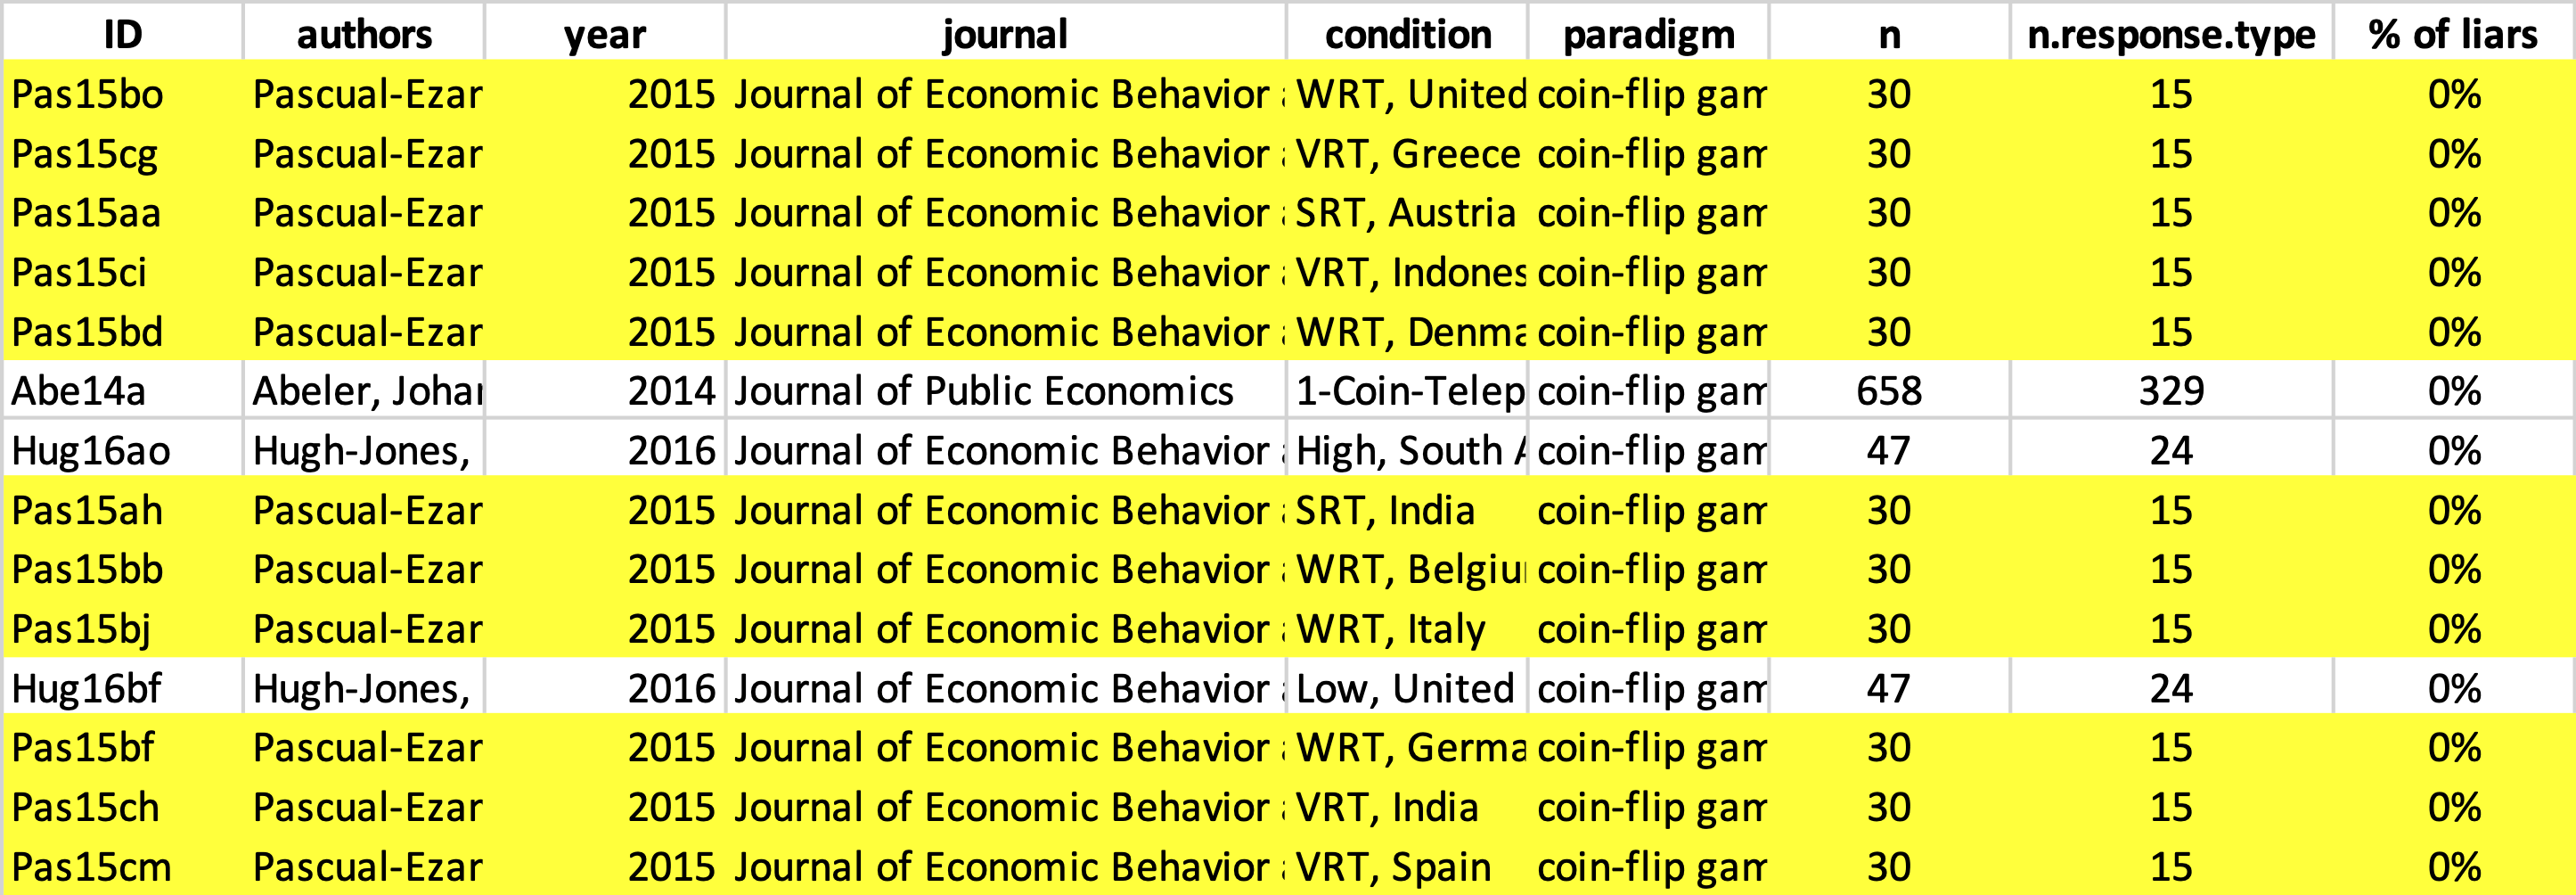 ID authors year journal condition paradigm n n.response.type % of liars
Pas15bo Pascual-Ezar 2015 Journal of Economic Behavior WRT, United coin-flip gam 30 15 0%
Pas15cg Pascual-Ezar 2015 Journal of Economic Behavior VRT, Greece coin-flip gam 30 15 0%
Pas15aa Pascual-Ezar 2015 Journal of Economic Behavior SRT, Austria coin-flip gam 30 15 0%
Pas15ci Pascual-Ezar 2015 Journal of Economic Behavior VRT, Indones coin-flip gam 30 15 0%
Pas15bd Pascual-Ezar 2015 Journal of Economic Behavior WRT, Denma coin-flip gam 30 15 0%
Abe14a Abeler, Johar 2014 Journal of Public Economics 1-Coin-Telep coin-flip gam 658 329 0%
Hug16ao Hugh-Jones, 2016 Journal of Economic Behavior High, South A coin-flip gam 47 24 0%
Pas15ah Pascual-Ezar 2015 Journal of Economic Behavior SRT, India coin-flip gam 30 15 0%
Pas15bb Pascual-Ezar 2015 Journal of Economic Behavior WRT, Belgiu coin-flip gam 30 15 0%
Pas15bj Pascual-Ezar 2015 Journal of Economic Behavior WRT, Italy coin-flip gam 30 15 0%
Hug16bf Hugh-Jones, 2016 Journal of Economic Behavior Low, United coin-flip gam 47 24 0%
Pas15bf Pascual-Ezar 2015 Journal of Economic Behavior WRT, Germa coin-flip gam 30 15 0%
Pas15ch Pascual-Ezar 2015 Journal of Economic Behavior VRT, India coin-flip gam 30 15 0%
Pas15cm Pascual-Ezar 2015 Journal of Economic Behavior VRT, Spain coin-flip gam 30 15 0%